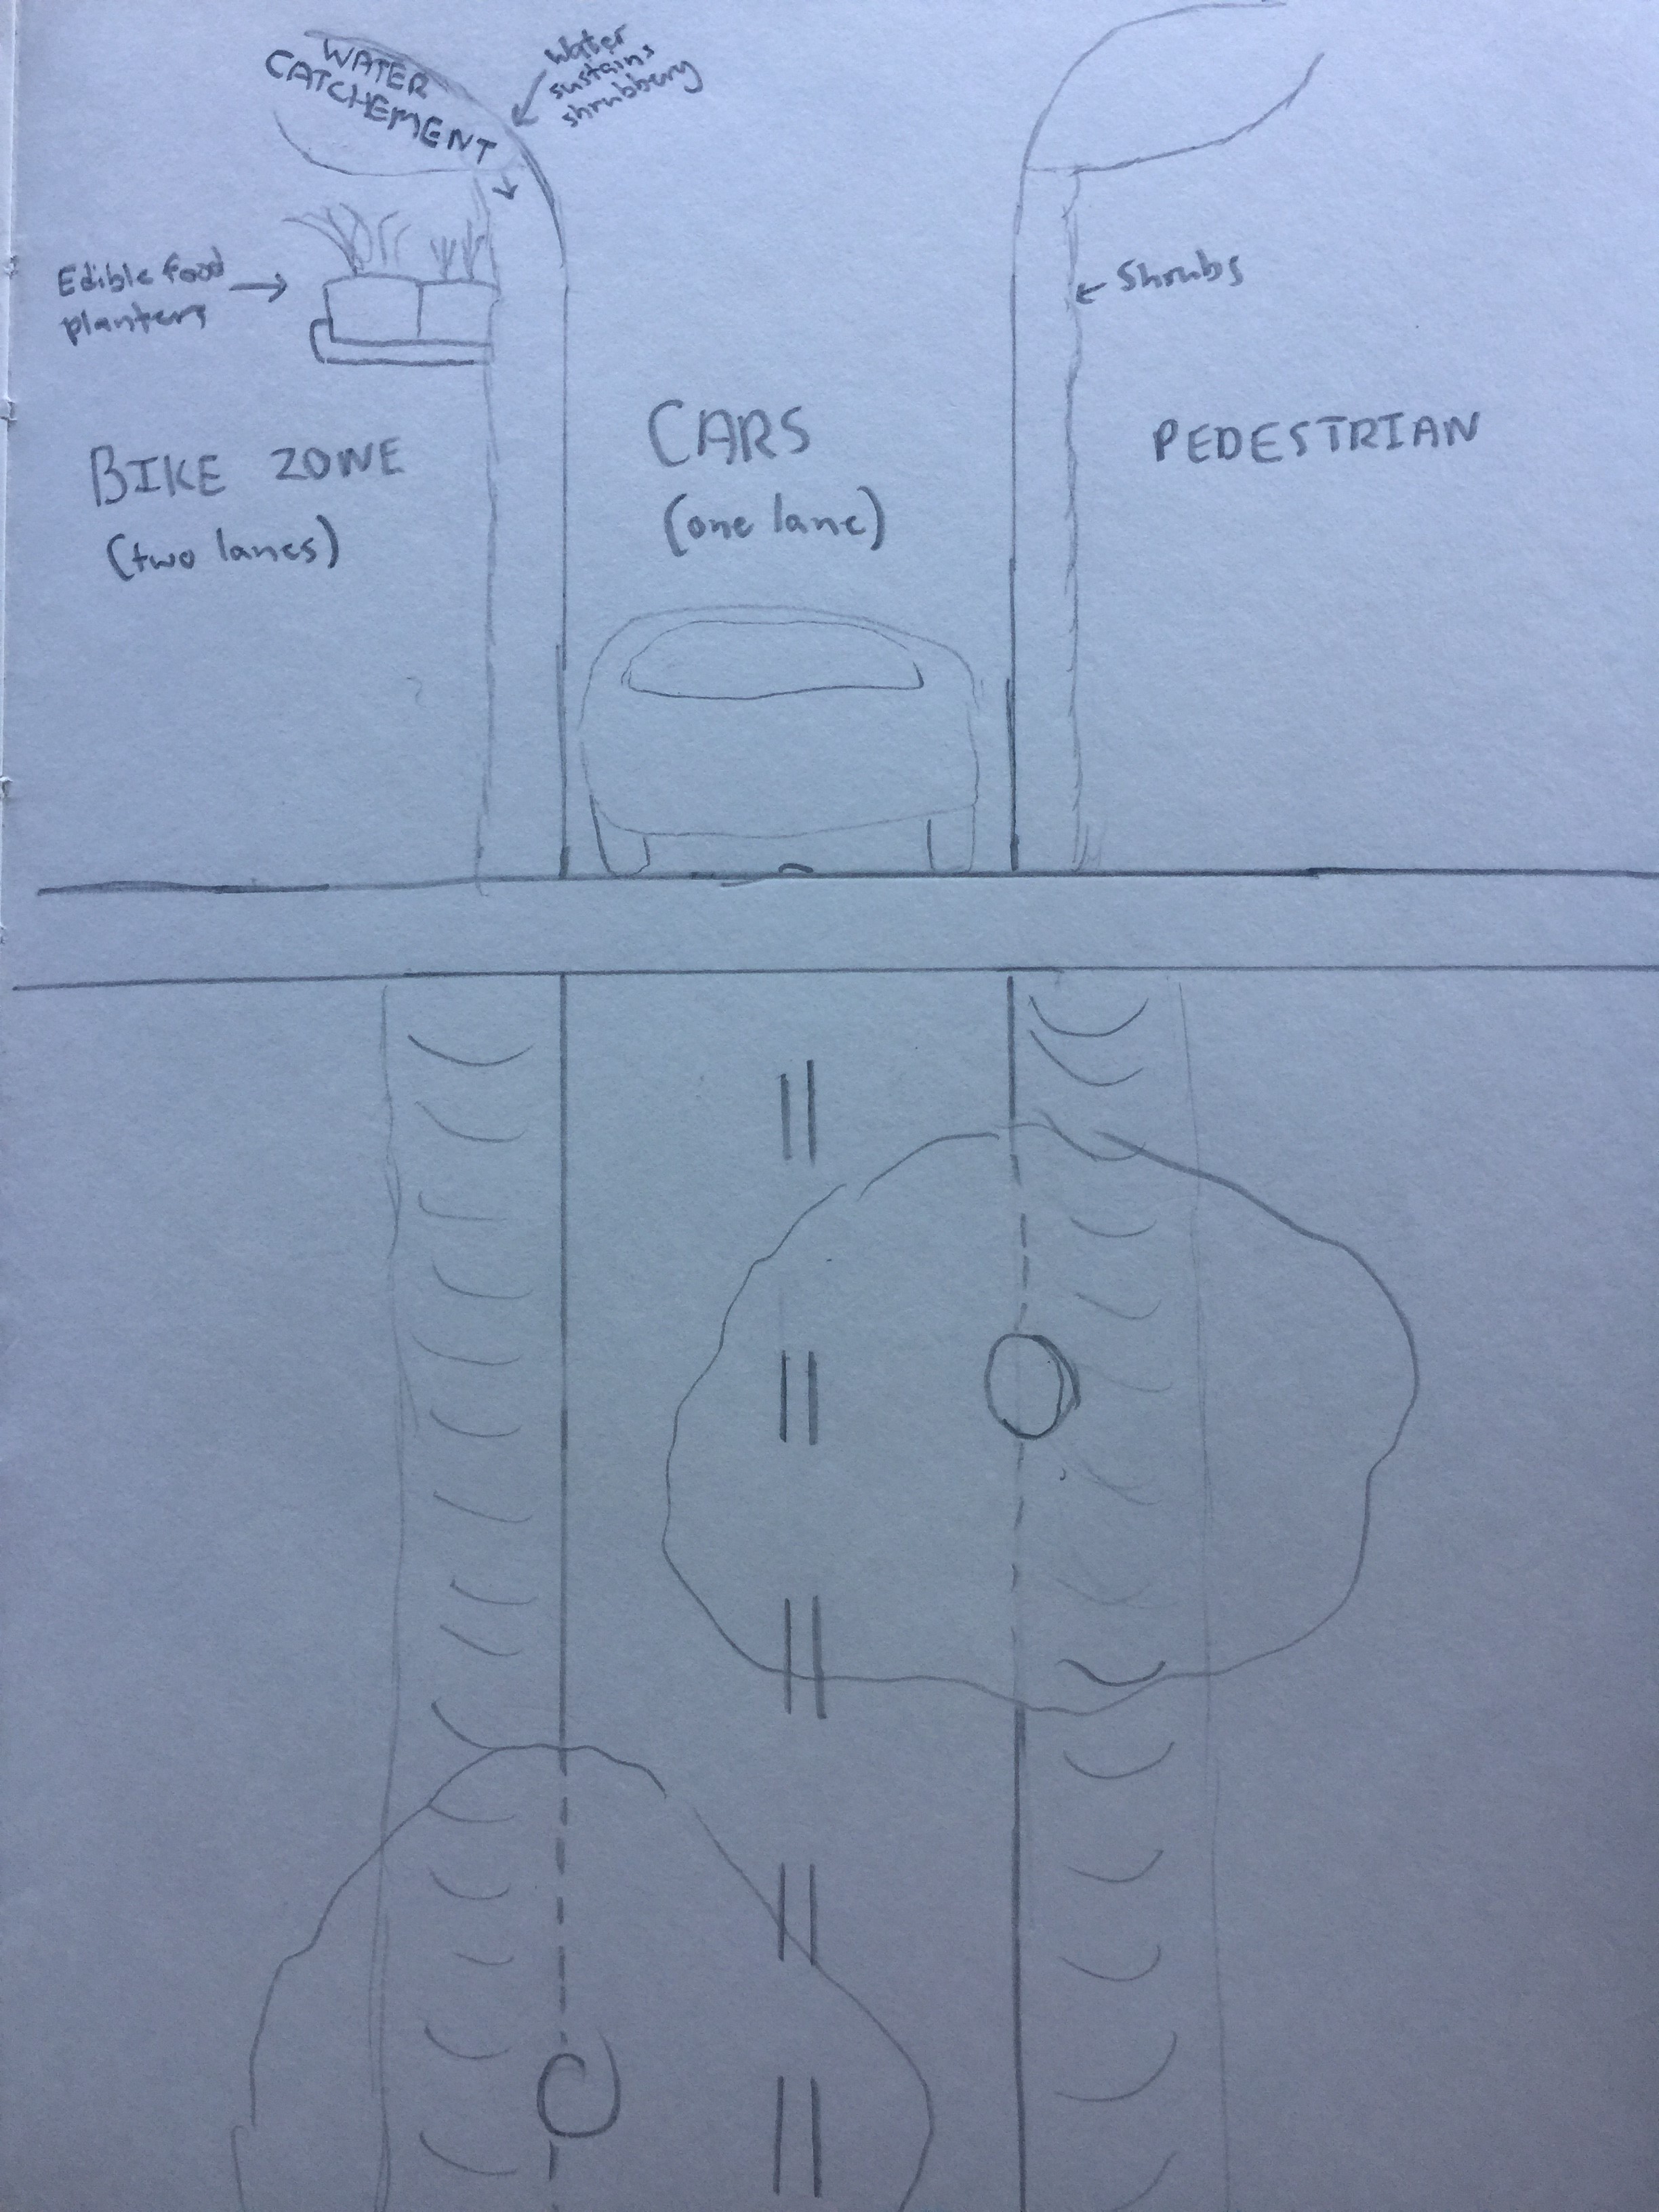 WATER
CATCHEMENT
Water
sustains
shrubbery
Edible food
planters
Shrubs
BIKE ZONE
(two lanes)
CARS
(one lane)
PEDESTRIAN